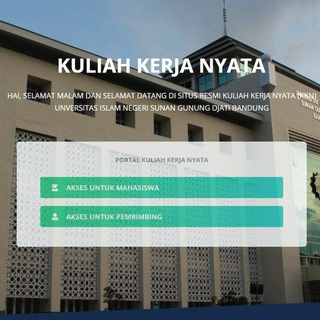 KULIAH KERJA NYATA
HAI, SELAMAT MALAM DAN SELAMAT DATANG DI SITUS RESMI KULIAH KERJA NYATA (KKN)
UNVERSITAS ISLAM NEGERI SUNAN GUNUNG DJATI BANDUNG
PORTAL KULIAH KERJA NYATA
AKSES UNTUK MAHASISWA
AKSES UNTUK PEMBIMBING